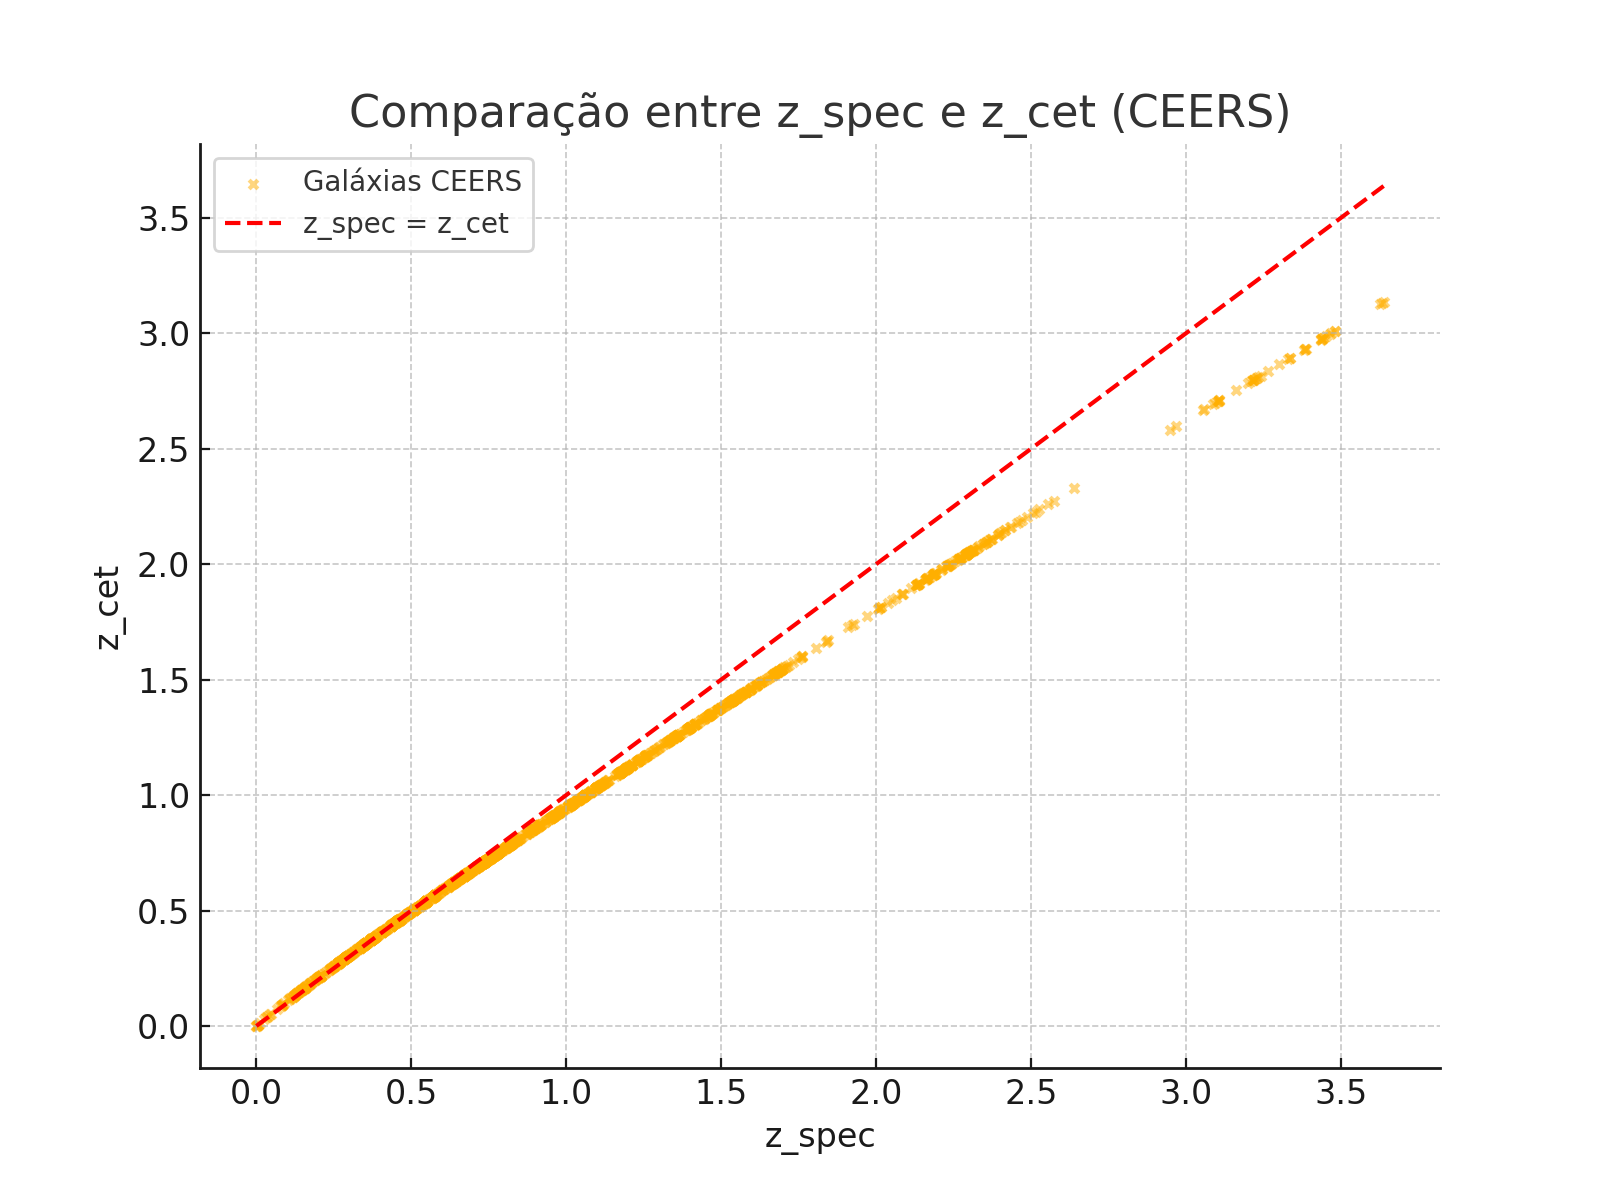 Comparação entre z_spec e z_cet (CEERS)
Galáxias CEERS
z_spec = z_cet
3.5
3.0
2.5
2.0
1.5
1.0
0.5
0.0
z_cet
0.0 0.5 1.0 1.5 2.0 2.5 3.0 3.5
z_spec